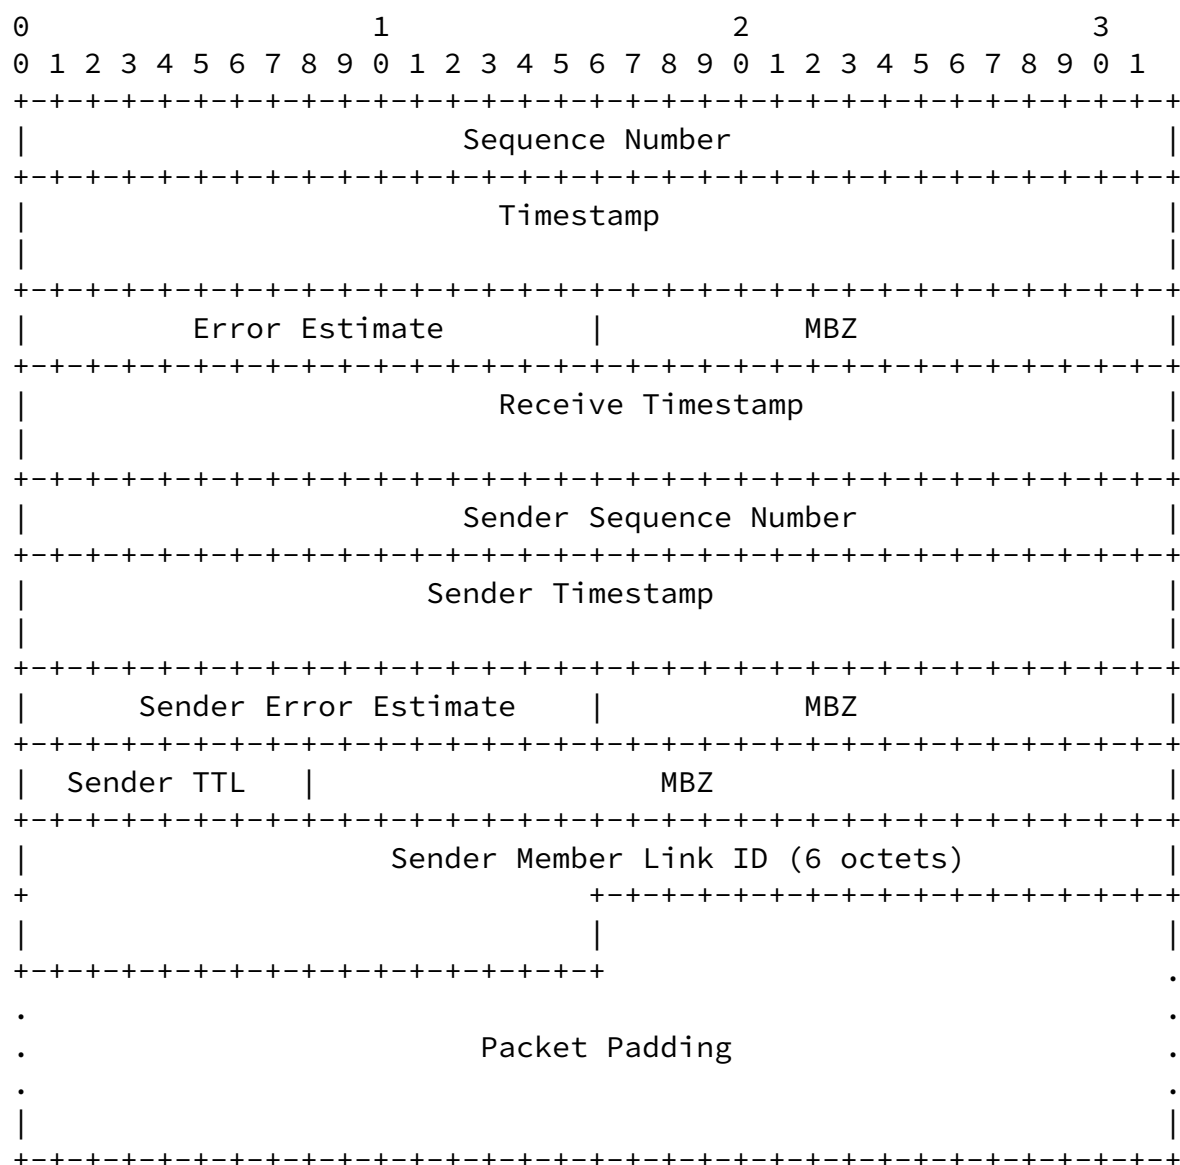 0                   1                   2                   3
0 1 2 3 4 5 6 7 8 9 0 1 2 3 4 5 6 7 8 9 0 1 2 3 4 5 6 7 8 9 0 1
+-+-+-+-+-+-+-+-+-+-+-+-+-+-+-+-+-+-+-+-+-+-+-+-+-+-+-+-+-+-+-+-+
|                        Sequence Number                        |
+-+-+-+-+-+-+-+-+-+-+-+-+-+-+-+-+-+-+-+-+-+-+-+-+-+-+-+-+-+-+-+-+
|                          Timestamp                            |
|                                                               |
+-+-+-+-+-+-+-+-+-+-+-+-+-+-+-+-+-+-+-+-+-+-+-+-+-+-+-+-+-+-+-+-+
|         Error Estimate        |           MBZ                 |
+-+-+-+-+-+-+-+-+-+-+-+-+-+-+-+-+-+-+-+-+-+-+-+-+-+-+-+-+-+-+-+-+
|                          Receive Timestamp                    |
|                                                               |
+-+-+-+-+-+-+-+-+-+-+-+-+-+-+-+-+-+-+-+-+-+-+-+-+-+-+-+-+-+-+-+-+
|                        Sender Sequence Number                 |
+-+-+-+-+-+-+-+-+-+-+-+-+-+-+-+-+-+-+-+-+-+-+-+-+-+-+-+-+-+-+-+-+
|                      Sender Timestamp                         |
|                                                               |
+-+-+-+-+-+-+-+-+-+-+-+-+-+-+-+-+-+-+-+-+-+-+-+-+-+-+-+-+-+-+-+-+
|      Sender Error Estimate    |           MBZ                 |
+-+-+-+-+-+-+-+-+-+-+-+-+-+-+-+-+-+-+-+-+-+-+-+-+-+-+-+-+-+-+-+-+
|  Sender TTL   |                   MBZ                         |
+-+-+-+-+-+-+-+-+-+-+-+-+-+-+-+-+-+-+-+-+-+-+-+-+-+-+-+-+-+-+-+-+
|                    Sender Member Link ID (6 octets)           |
+                               +-+-+-+-+-+-+-+-+-+-+-+-+-+-+-+-+
|                               |                               |
+-+-+-+-+-+-+-+-+-+-+-+-+-+-+-+-+                               .
.                                                               .
.                         Packet Padding                        .
.                                                               .
|                                                               |
+-+-+-+-+-+-+-+-+-+-+-+-+-+-+-+-+-+-+-+-+-+-+-+-+-+-+-+-+-+-+-+-+